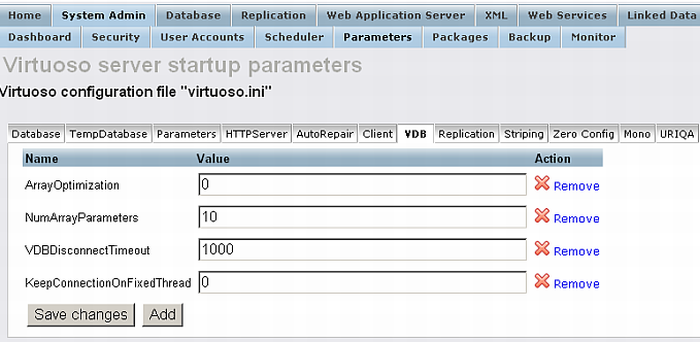 Home System Admin Database Replication Web Application Server XML Web Services Linked Data
Dashboard Security User Accounts Scheduler Parameters Packages Backup Monitor
Virtuoso server startup parameters
Virtuoso configuration file "virtuoso.ini"
Database TempDatabase Parameters HTTPServer AutoRepair Client VDB Replication Striping Zero Config Mono URIQA
Name Value Action
ArrayOptimization 0 Remove
NumArrayParameters 10 Remove
VDBDisconnectTimeout 1000 Remove
KeepConnectionOnFixedThread 0 Remove
Save changes Add